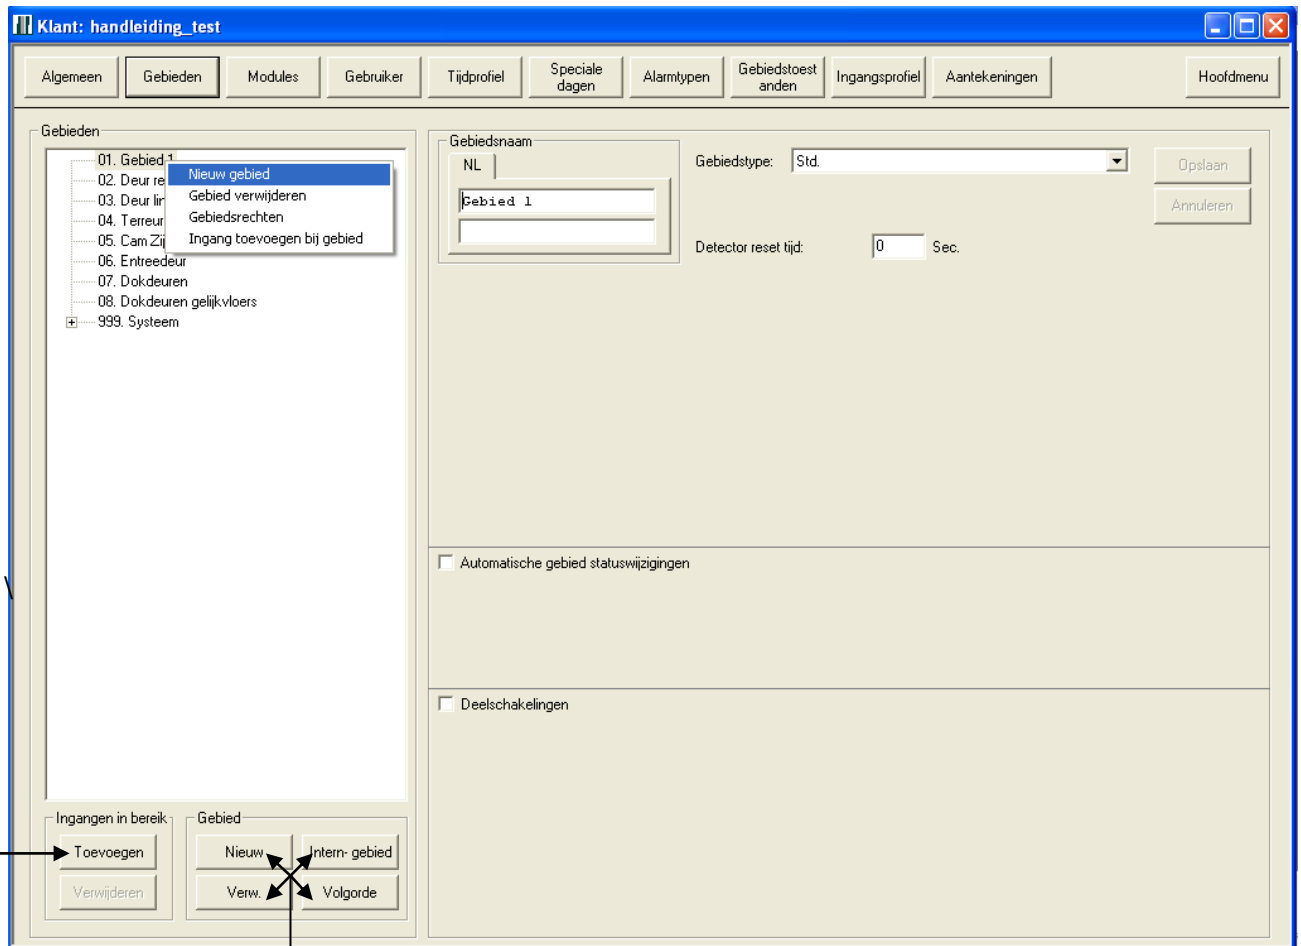 Klant: handleiding_test
Algemeen
Gebieden
Modules
Gebruiker
Tijdprofiel
Speciale
dagen
Alarmtypen
Gebiedstoest
anden
Ingangsprofiel
Aantekeningen
Hoofdmenu
Gebieden
01. Gebied 1
02. Deur re
03. Deur lin
04. Terreur
05. Cam Zij
06. Entreedeur
07. Dokdeuren
08. Dokdeuren gelijkvloers
999. Systeem
Nieuw gebied
Gebied verwijderen
Gebiedsrechten
Ingang toevoegen bij gebied
Gebiedsnaam
NL
Gebied 1
Gebiedstype:
Std.
Opslaan
Annuleren
Detector reset tijd:
0
Sec.
Automatische gebied statuswijzigingen
\
Deelschakelingen
Ingangen in bereik
Toevoegen
Verwijderen
Gebied
Nieuw
Intern- gebied
Verw.
Volgorde